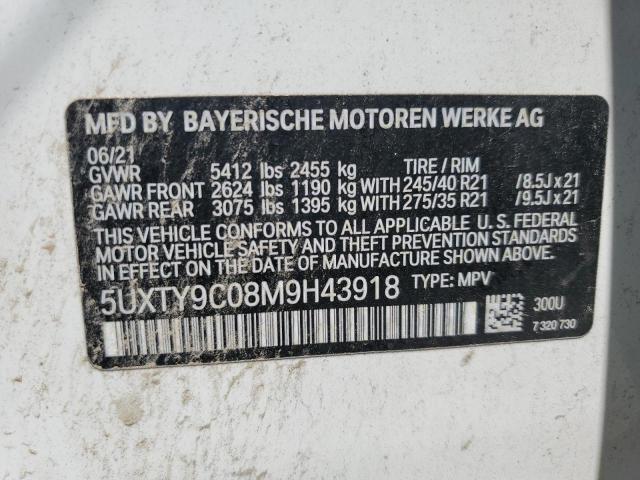 MFD BY BAYERISCHE MOTOREN WERKE AG
06/21
GVWR 5412 lbs 2455 kg TIRE / RIM
GAWR FRONT 2624 lbs 1190 kg WITH 245/40 R21 /8.5J x 21
GAWR REAR 3075 lbs 1395 kg WITH 275/35 R21 /9.5J x 21
THIS VEHICLE CONFORMS TO ALL APPLICABLE U. S. FEDERAL
MOTOR VEHICLE SAFETY AND THEFT PREVENTION STANDARDS
IN EFFECT ON THE DATE OF MANUFACTURE SHOWN ABOVE.
5UXTY9C08M9H43918 TYPE: MPV
300U
7 320 730